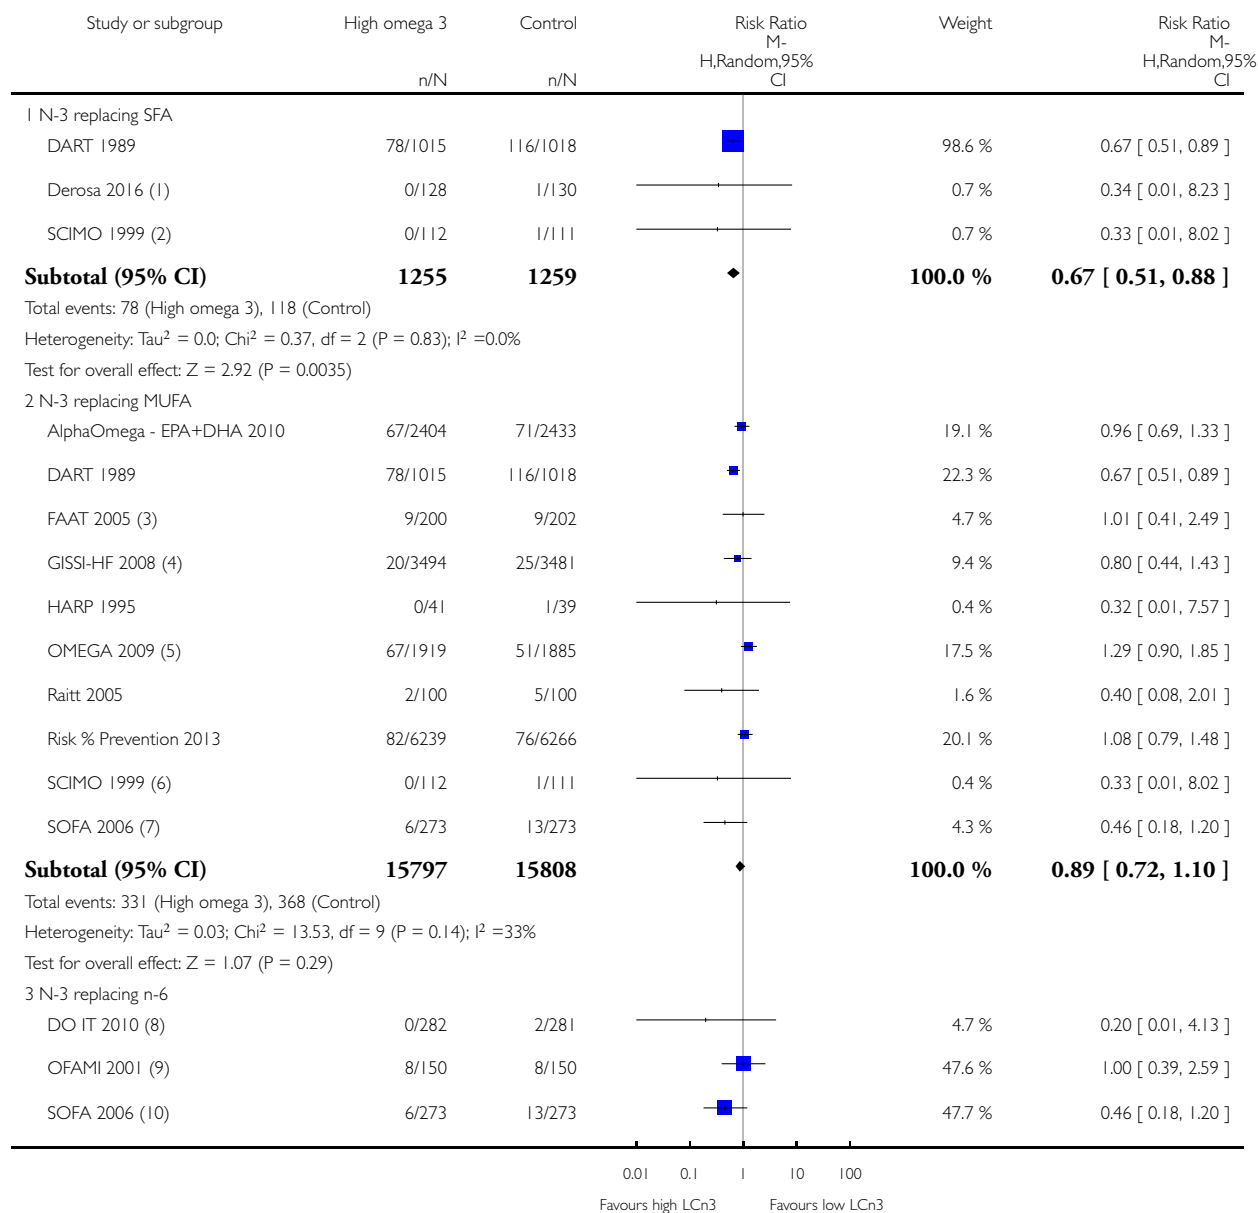 Study or subgroup High omega 3 Control Risk Ratio Weight Risk Ratio
M- M-
H,Random,95% H,Random,95%
n/N n/N CI CI
1 N-3 replacing SFA
DART 1989 78/1015 116/1018 98.6 % 0.67 [ 0.51, 0.89 ]
Derosa 2016 (1) 0/128 1/130 0.7 % 0.34 [ 0.01, 8.23 ]
SCIMO 1999 (2) 0/112 1/111 0.7 % 0.33 [ 0.01, 8.02 ]
Subtotal (95% CI) 1255 1259 100.0 % 0.67 [ 0.51, 0.88 ]
Total events: 78 (High omega 3), 118 (Control)
Heterogeneity: Tau² = 0.0; Chi² = 0.37, df = 2 (P = 0.83); I² =0.0%
Test for overall effect: Z = 2.92 (P = 0.0035)
2 N-3 replacing MUFA
AlphaOmega - EPA+DHA 2010 67/2404 71/2433 19.1 % 0.96 [ 0.69, 1.33 ]
DART 1989 78/1015 116/1018 22.3 % 0.67 [ 0.51, 0.89 ]
FAAT 2005 (3) 9/200 9/202 4.7 % 1.01 [ 0.41, 2.49 ]
GISSI-HF 2008 (4) 20/3494 25/3481 9.4 % 0.80 [ 0.44, 1.43 ]
HARP 1995 0/41 1/39 0.4 % 0.32 [ 0.01, 7.57 ]
OMEGA 2009 (5) 67/1919 51/1885 17.5 % 1.29 [ 0.90, 1.85 ]
Raitt 2005 2/100 5/100 1.6 % 0.40 [ 0.08, 2.01 ]
Risk % Prevention 2013 82/6239 76/6266 20.1 % 1.08 [ 0.79, 1.48 ]
SCIMO 1999 (6) 0/112 1/111 0.4 % 0.33 [ 0.01, 8.02 ]
SOFA 2006 (7) 6/273 13/273 4.3 % 0.46 [ 0.18, 1.20 ]
Subtotal (95% CI) 15797 15808 100.0 % 0.89 [ 0.72, 1.10 ]
Total events: 331 (High omega 3), 368 (Control)
Heterogeneity: Tau² = 0.03; Chi² = 13.53, df = 9 (P = 0.14); I² =33%
Test for overall effect: Z = 1.07 (P = 0.29)
3 N-3 replacing n-6
DO IT 2010 (8) 0/282 2/281 4.7 % 0.20 [ 0.01, 4.13 ]
OFAMI 2001 (9) 8/150 8/150 47.6 % 1.00 [ 0.39, 2.59 ]
SOFA 2006 (10) 6/273 13/273 47.7 % 0.46 [ 0.18, 1.20 ]
0.01 0.1 1 10 100
Favours high LCn3 Favours low LCn3